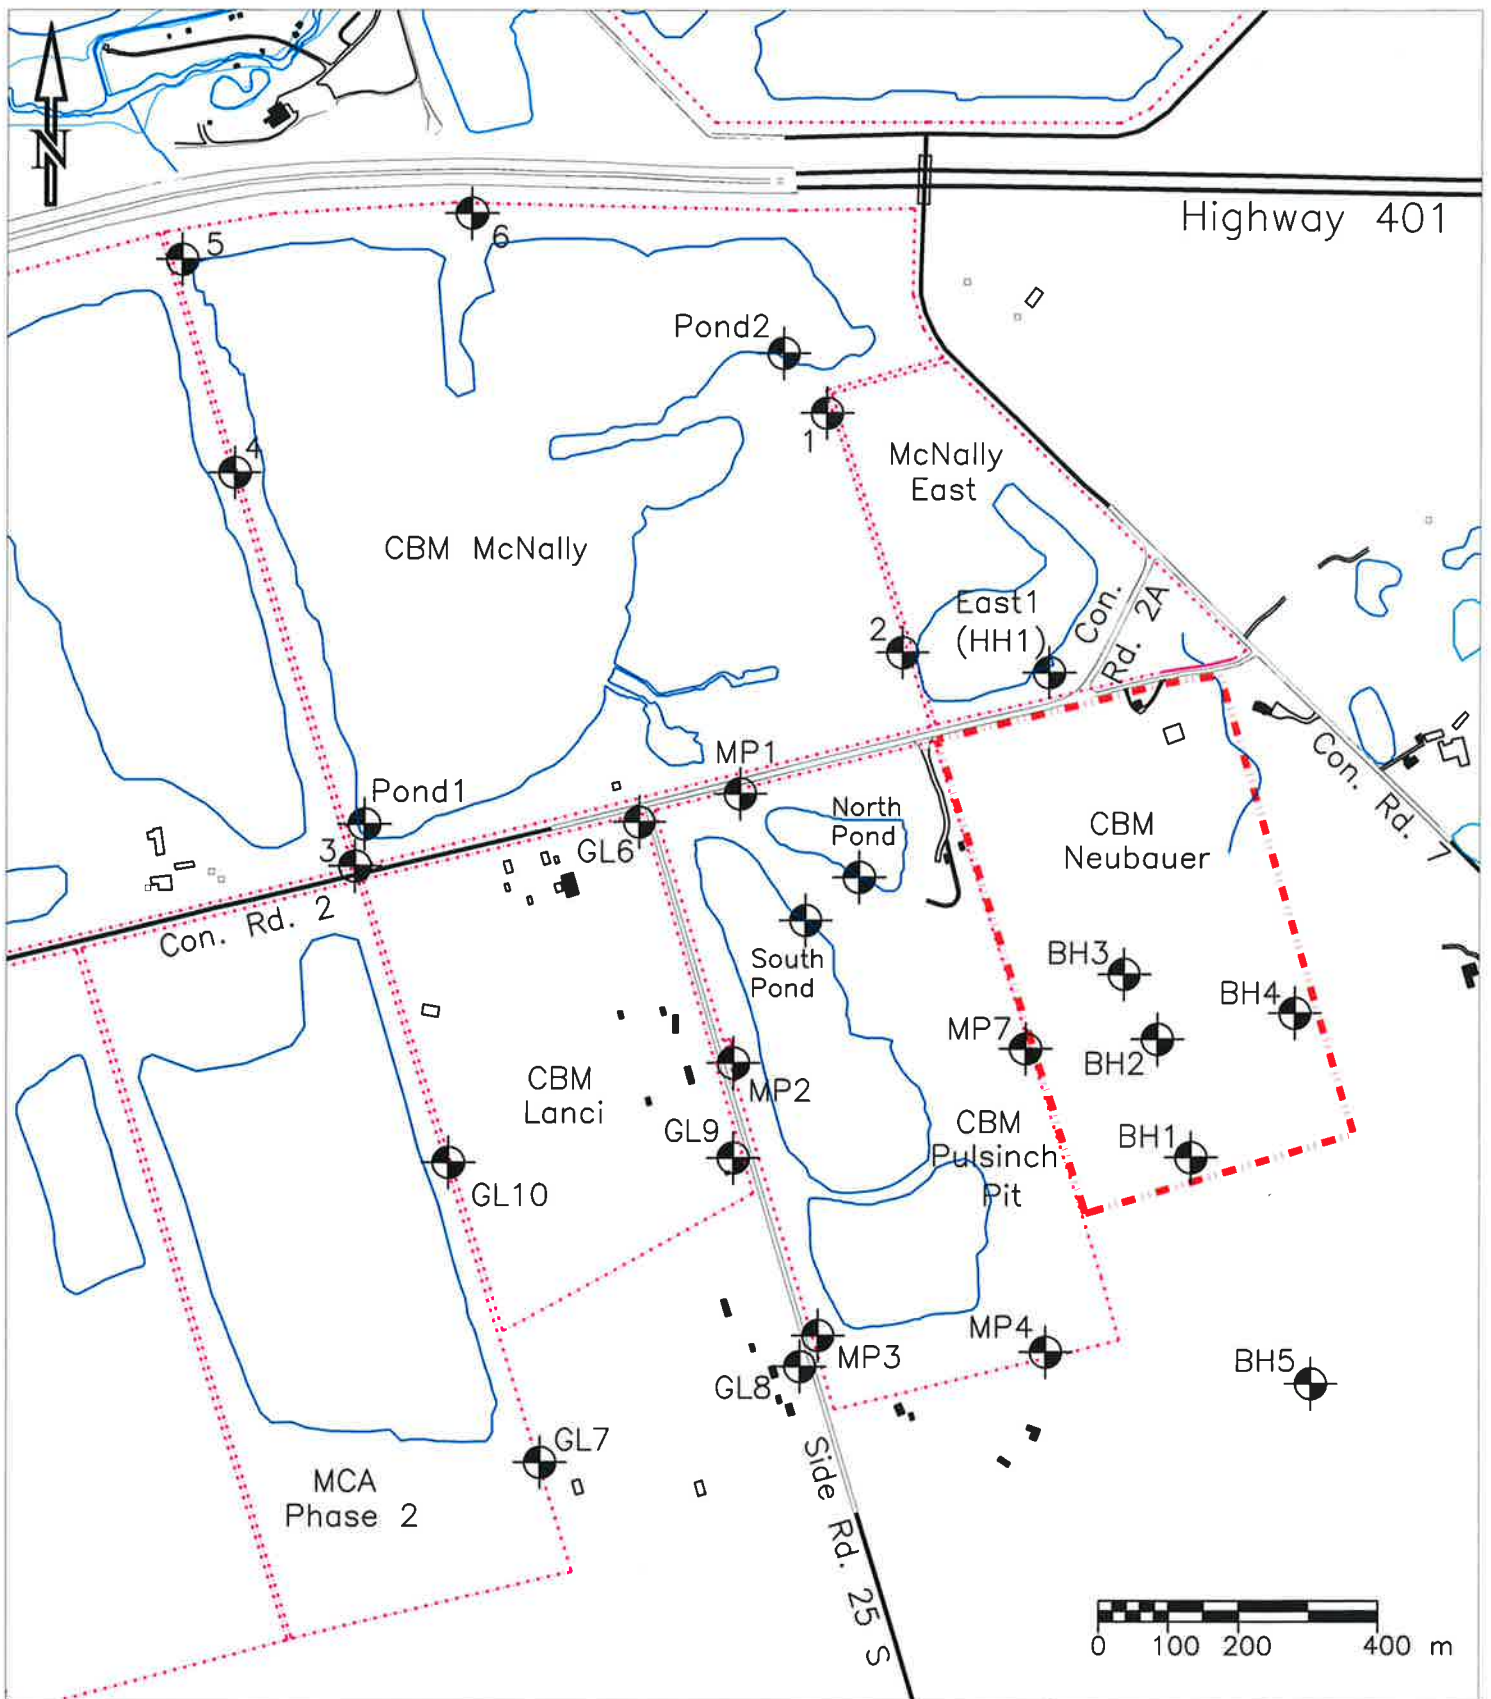 N
Highway 401
5
6
Pond2
1
4
McNally
East
CBM McNally
East1
(HH1)
Con.
Rd. 2A
2
MP1
Pond1
North
Pond
Con. Rd. 7
CBM
Neubauer
3
GL6
Con. Rd. 2
South
Pond
BH3
BH4
MP7
BH2
CBM
Lanci
MP2
GL9
CBM
Pulsinch
Pit
BH1
GL10
MP3
MP4
GL8
BH5
GL7
Side Rd. 25 S
MCA
Phase 2
0 100 200 400 m